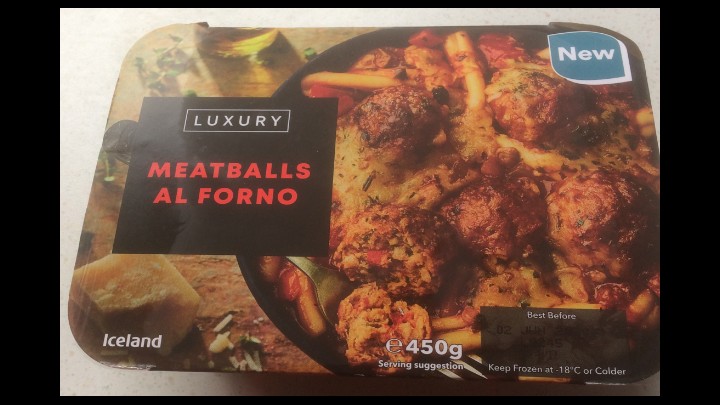 New
LUXURY
MEATBALLS
AL FORNO
Iceland
Best Before
℮450g
Serving suggestion
Keep Frozen at -18°C or Colder